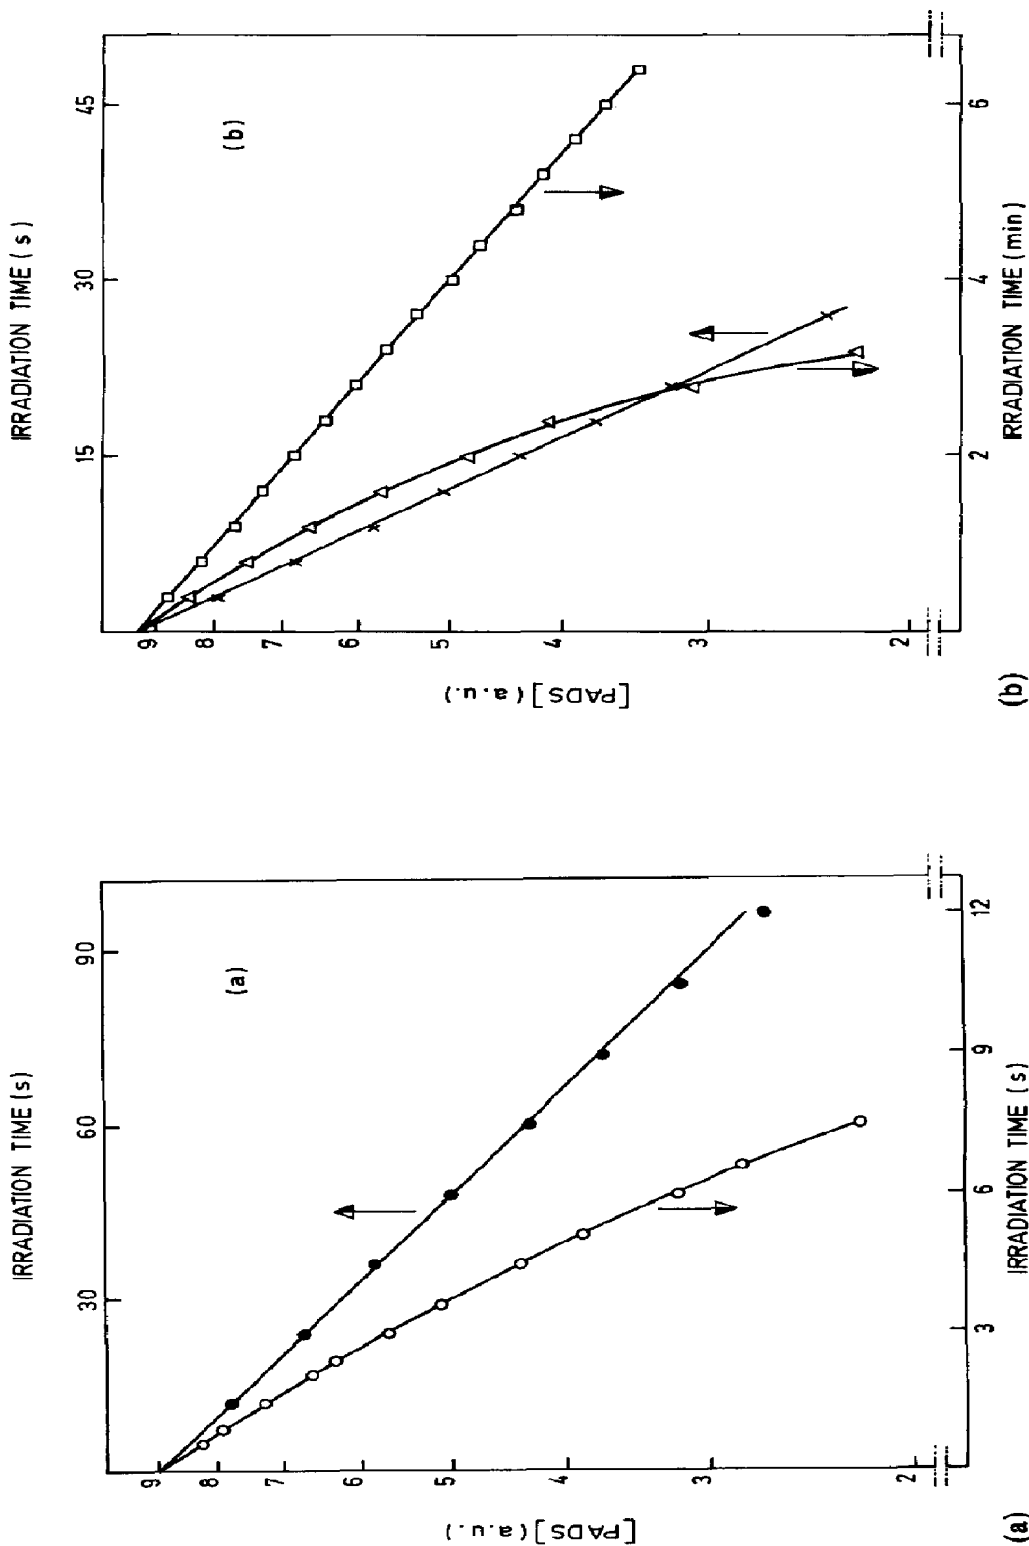 IRRADIATION TIME (s)
30
60
90
(a)
[PADS] (a.u.)
9
8
7
6
5
4
3
2
3
6
9
12
IRRADIATION TIME (s)
(a)
IRRADIATION TIME (s)
15
30
45
(b)
[PADS] (a.u.)
9
8
7
6
5
4
3
2
2
4
6
IRRADIATION TIME (min)
(b)